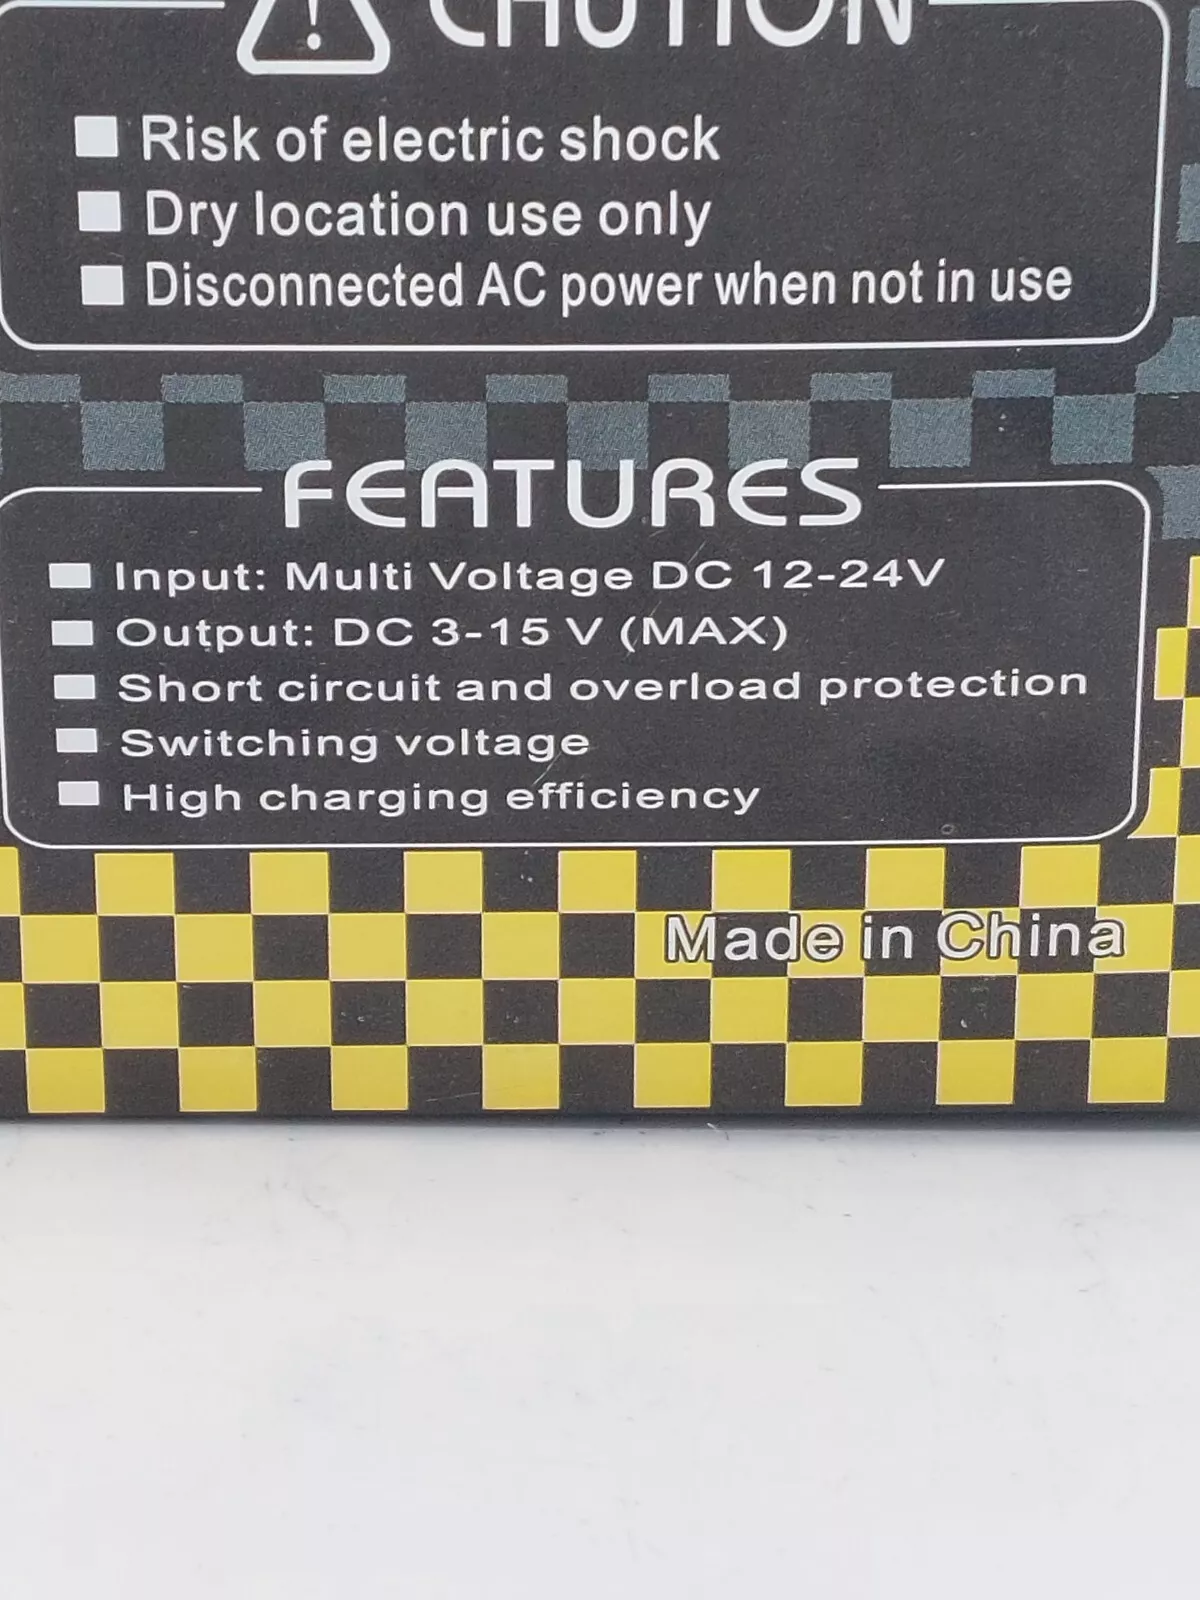 CAUTION
Risk of electric shock
Dry location use only
Disconnected AC power when not in use
FEATURES
Input: Multi Voltage DC 12-24V
Output: DC 3-15 V (MAX)
Short circuit and overload protection
Switching voltage
High charging efficiency
Made in China